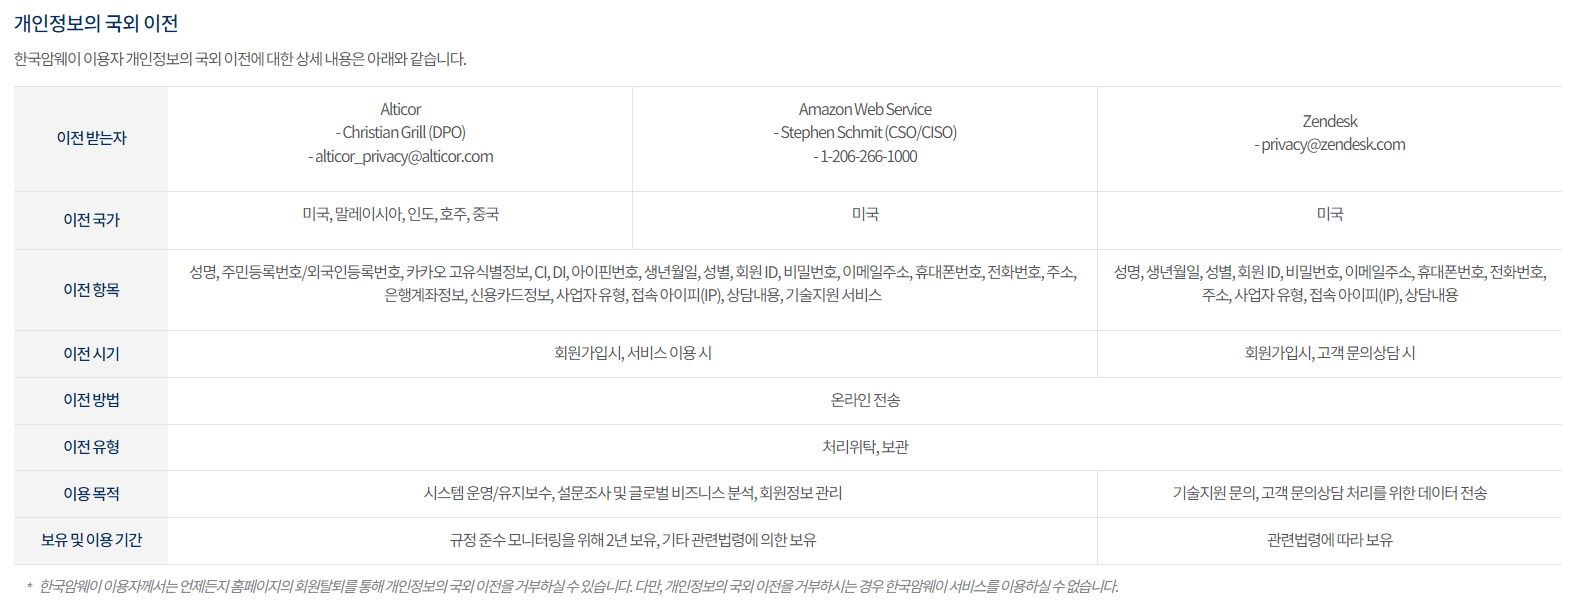 개인정보의 국외 이전
한국암웨이 이용자 개인정보의 국외 이전에 대한 상세 내용은 아래와 같습니다.
이전 받는자
Alticor
- Christian Grill (DPO)
- alticor_privacy@alticor.com
Amazon Web Service
- Stephen Schmit (CSO/CISO)
- 1-206-266-1000
Zendesk
- privacy@zendesk.com
이전 국가
미국, 말레이시아, 인도, 호주, 중국
미국
미국
이전 항목
성명, 주민등록번호/외국인등록번호, 카카오 고유식별정보, CI, DI, 아이핀번호, 생년월일, 성별, 회원 ID, 비밀번호, 이메일주소, 휴대폰번호, 전화번호, 주소,
은행계좌정보, 신용카드정보, 사업자 유형, 접속 아이피(IP), 상담내용, 기술지원 서비스
성명, 생년월일, 성별, 회원 ID, 비밀번호, 이메일주소, 휴대폰번호, 전화번호,
주소, 사업자 유형, 접속 아이피(IP), 상담내용
이전 시기
회원가입시, 서비스 이용 시
회원가입시, 고객 문의상담 시
이전 방법
온라인 전송
이전 유형
처리위탁, 보관
이용 목적
시스템 운영/유지보수, 설문조사 및 글로벌 비즈니스 분석, 회원정보 관리
기술지원 문의, 고객 문의상담 처리를 위한 데이터 전송
보유 및 이용 기간
규정 준수 모니터링을 위해 2년 보유, 기타 관련법령에 의한 보유
관련법령에 따라 보유
* 한국암웨이 이용자께서는 언제든지 홈페이지의 회원탈퇴를 통해 개인정보의 국외 이전을 거부하실 수 있습니다. 다만, 개인정보의 국외 이전을 거부하시는 경우 한국암웨이 서비스를 이용하실 수 없습니다.